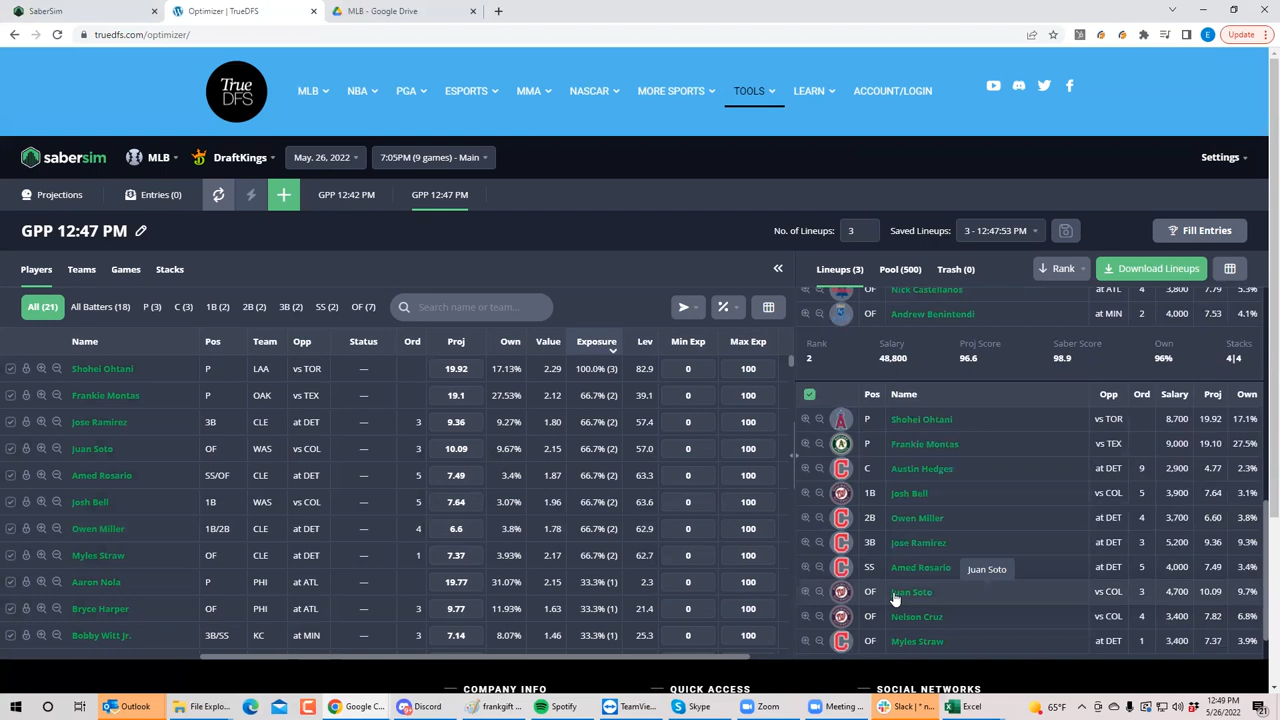 SaberSim
Optimizer | TrueDFS
MLB - Google Drive
truedfs.com/optimizer/
E
Update
True DFS
MLB
NBA
PGA
ESPORTS
MMA
NASCAR
MORE SPORTS
TOOLS
LEARN
ACCOUNT/LOGIN
sabersim
MLB
DraftKings
May. 26, 2022
7:05PM (9 games) - Main
Settings
Projections
Entries (0)
GPP 12:42 PM
GPP 12:47 PM
GPP 12:47 PM
No. of Lineups: 3
Saved Lineups: 3 - 12:47:53 PM
Fill Entries
Players Teams Games Stacks
Lineups (3) Pool (500) Trash (0)
Rank
Download Lineups
All (21) All Batters (18) P (3) C (3) 1B (2) 2B (2) 3B (2) SS (2) OF (7)
Search name or team...
Name Pos Team Opp Status Ord Proj Own Value Exposure Lev Min Exp Max Exp
Shohei Ohtani P LAA vs TOR — 19.92 17.13% 2.29 100.0% (3) 82.9 0 100
Frankie Montas P OAK vs TEX — 19.1 27.53% 2.12 66.7% (2) 39.1 0 100
Jose Ramirez 3B CLE at DET — 3 9.36 9.27% 1.80 66.7% (2) 57.4 0 100
Juan Soto OF WAS vs COL — 3 10.09 9.67% 2.15 66.7% (2) 57.0 0 100
Amed Rosario SS/OF CLE at DET — 5 7.49 3.4% 1.87 66.7% (2) 63.3 0 100
Josh Bell 1B WAS vs COL — 5 7.64 3.07% 1.96 66.7% (2) 63.6 0 100
Owen Miller 1B/2B CLE at DET — 4 6.6 3.8% 1.78 66.7% (2) 62.9 0 100
Myles Straw OF CLE at DET — 1 7.37 3.93% 2.17 66.7% (2) 62.7 0 100
Aaron Nola P PHI at ATL — 19.77 31.07% 2.15 33.3% (1) 2.3 0 100
Bryce Harper OF PHI at ATL — 3 9.77 11.93% 1.63 33.3% (1) 21.4 0 100
Bobby Witt Jr. 3B/SS KC at MIN — 3 7.14 8.07% 1.46 33.3% (1) 25.3 0 100
OF Nick Castellanos at ATL 4 3,800 7.79 5.3%
OF Andrew Benintendi at MIN 2 4,000 7.53 4.1%
Rank Salary Proj Score Saber Score Own Stacks
2 48,800 96.6 98.9 96% 4|4
Pos Name Opp Ord Salary Proj Own
P Shohei Ohtani vs TOR 8,700 19.92 17.1%
P Frankie Montas vs TEX 9,000 19.10 27.5%
C Austin Hedges at DET 9 2,900 4.77 2.3%
1B Josh Bell vs COL 5 3,900 7.64 3.1%
2B Owen Miller at DET 4 3,700 6.60 3.8%
3B Jose Ramirez at DET 3 5,200 9.36 9.3%
SS Amed Rosario at DET 5 4,000 7.49 3.4%
Juan Soto
OF Juan Soto vs COL 3 4,700 10.09 9.7%
OF Nelson Cruz vs COL 4 3,400 7.82 6.8%
OF Myles Straw at DET 1 3,400 7.37 3.9%
COMPANY INFO
QUICK ACCESS
SOCIAL NETWORKS
Outlook
File Explo...
Google C...
Discord
frankgift ...
Spotify
TeamView...
Skype
Zoom
Meeting ...
Slack | * n...
Excel
65°F
12:49 PM
5/26/2022
21